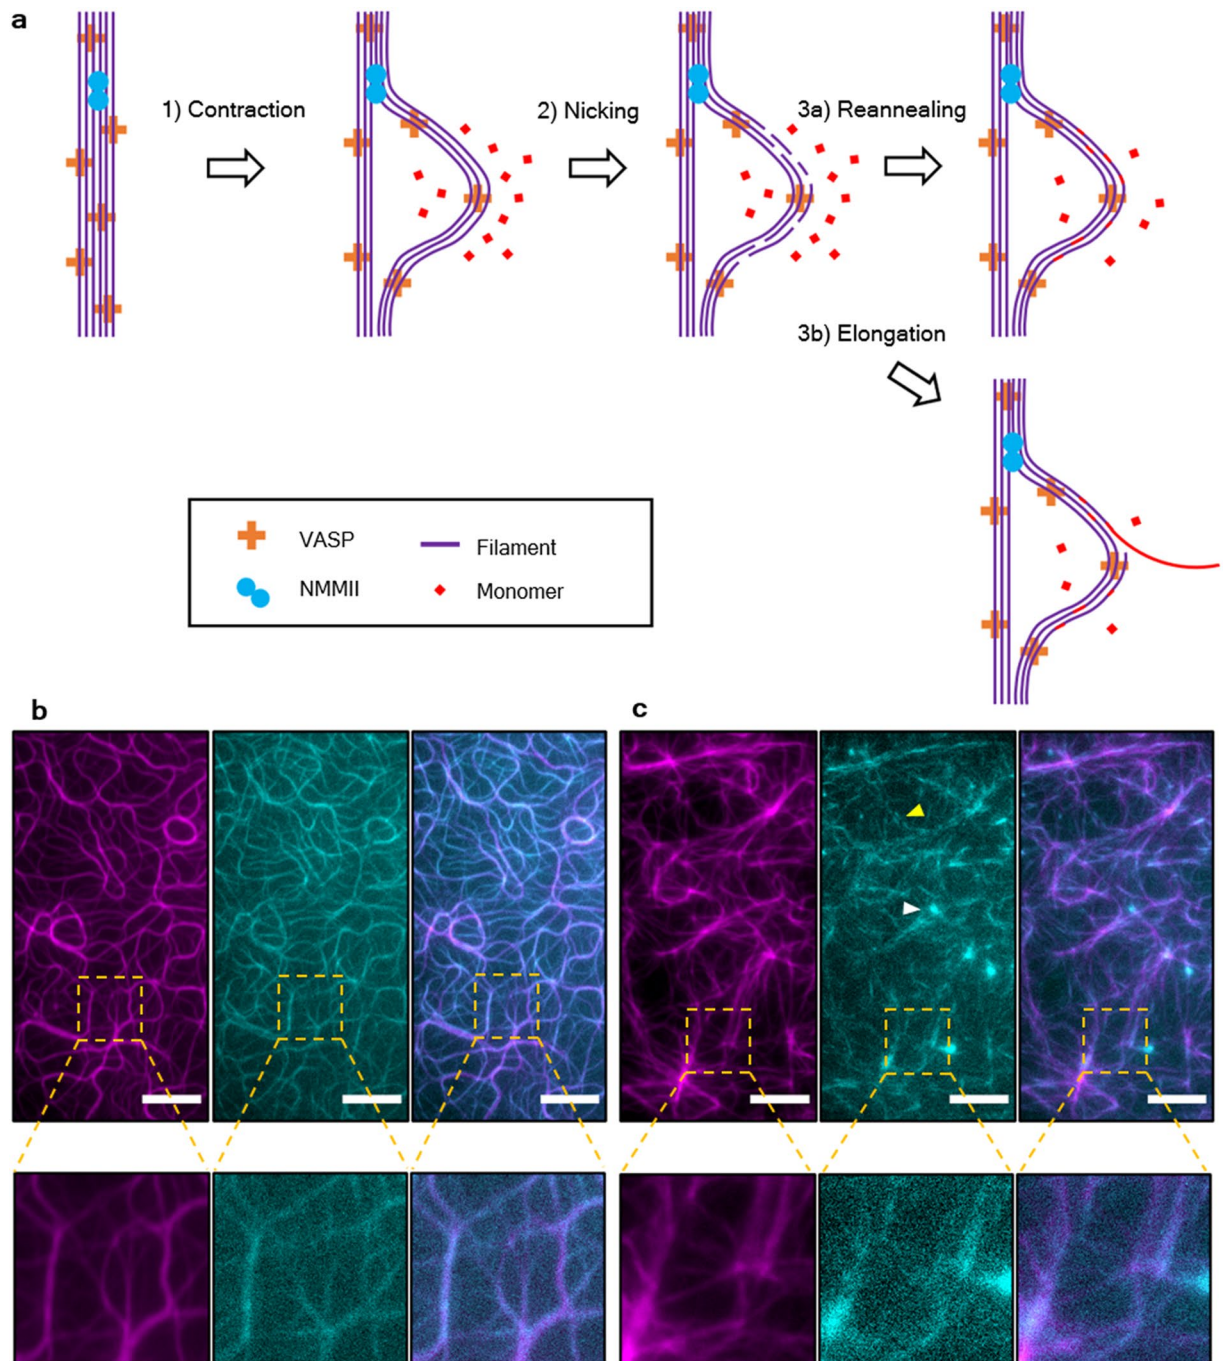 a
1) Contraction
2) Nicking
3a) Reannealing
3b) Elongation
VASP
Filament
NMMII
Monomer
b
c